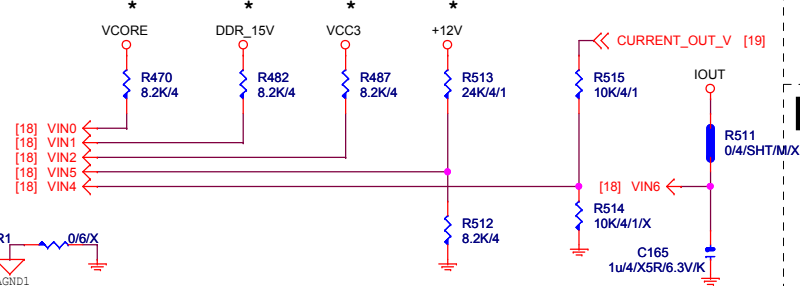 * * * *
VCORE DDR_15V VCC3 +12V
CURRENT_OUT_V [19]
IOUT
R470
8.2K/4
R482
8.2K/4
R487
8.2K/4
R513
24K/4/1
R515
10K/4/1
R511
0/4/SHT/M/X
[18] VIN0
[18] VIN1
[18] VIN2
[18] VIN5
[18] VIN4
[18] VIN6
R512
8.2K/4
R514
10K/4/1/X
R1
0/6/X
C165
1u/4/X5R/6.3V/K
AGND1